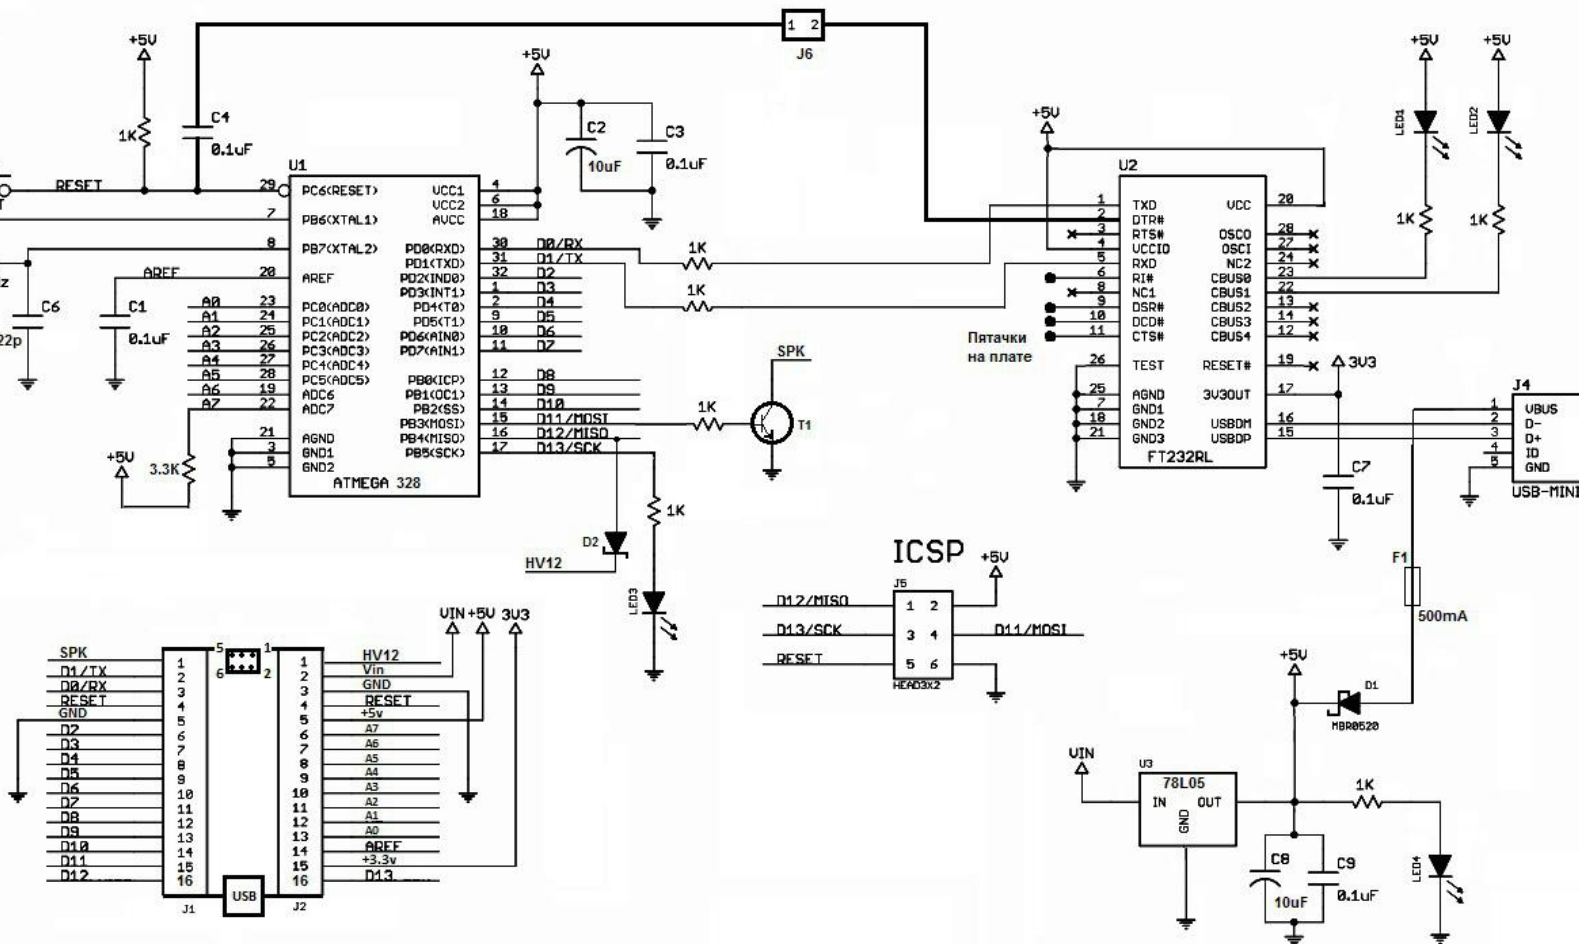 1 2
J6
+5V
+5V
+5V
+5V
+5V
1K
C4
0.1uF
C2
10uF
C3
0.1uF
LED1
LED2
1K
1K
RESET
U1
29 PC6(RESET)
7 PB6(XTAL1)
8 PB7(XTAL2)
AREF 20 AREF
A0 23 PC0(ADC0)
A1 24 PC1(ADC1)
A2 25 PC2(ADC2)
A3 26 PC3(ADC3)
A4 27 PC4(ADC4)
A5 28 PC5(ADC5)
A6 19 ADC6
A7 22 ADC7
21 AGND
3 GND1
5 GND2
VCC1 4
VCC2 6
AVCC 18
PD0(RXD) 30 D0/RX
PD1(TXD) 31 D1/TX
PD2(IND0) 32 D2
PD3(INT1) 1 D3
PD4(T0) 2 D4
PD5(T1) 9 D5
PD6(AIN0) 10 D6
PD7(AIN1) 11 D7
PB0(ICP) 12 D8
PB1(OC1) 13 D9
PB2(SS) 14 D10
PB3(MOSI) 15 D11/MOSI
PB4(MISO) 16 D12/MISO
PB5(SCK) 17 D13/SCK
ATMEGA 328
C6
22p
C1
0.1uF
+5V
3.3K
1K
1K
1K
SPK
T1
1K
D2
HV12
LED3
U2
1 TXD
2 DTR#
3 RTS#
4 VCCIO
5 RXD
6 RI#
8 NC1
9 DSR#
10 DCD#
11 CTS#
26 TEST
25 AGND
7 GND1
18 GND2
21 GND3
VCC 20
OSCO 28
OSCI 27
NC2 24
CBUS0 23
CBUS1 22
CBUS2 13
CBUS3 14
CBUS4 12
RESET# 19
3V3OUT 17
USBDM 16
USBDP 15
FT232RL
Пятачки
на плате
3V3
C7
0.1uF
J4
1 VBUS
2 D-
3 D+
4 ID
5 GND
USB-MINI
F1
500mA
ICSP
+5V
J5
D12/MISO 1 2
D13/SCK 3 4 D11/MOSI
RESET 5 6
HEAD3X2
VIN +5V 3V3
5 1
6 2
SPK 1
D1/TX 2
D0/RX 3
RESET 4
GND 5
D2 6
D3 7
D4 8
D5 9
D6 10
D7 11
D8 12
D9 13
D10 14
D11 15
D12 16
J1
USB
1 HV12
2 Vin
3 GND
4 RESET
5 +5v
6 A7
7 A6
8 A5
9 A4
10 A3
11 A2
12 A1
13 A0
14 AREF
15 +3.3v
16 D13
J2
+5V
D1
MBR0520
VIN
U3
78L05
IN OUT
GND
1K
C8
10uF
C9
0.1uF
LED4